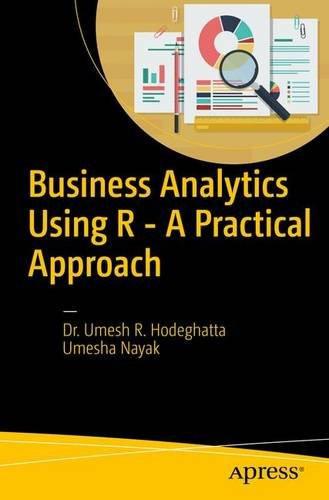 Business Analytics
Using R - A Practical
Approach
Dr. Umesh R. Hodeghatta
Umesha Nayak
Apress®